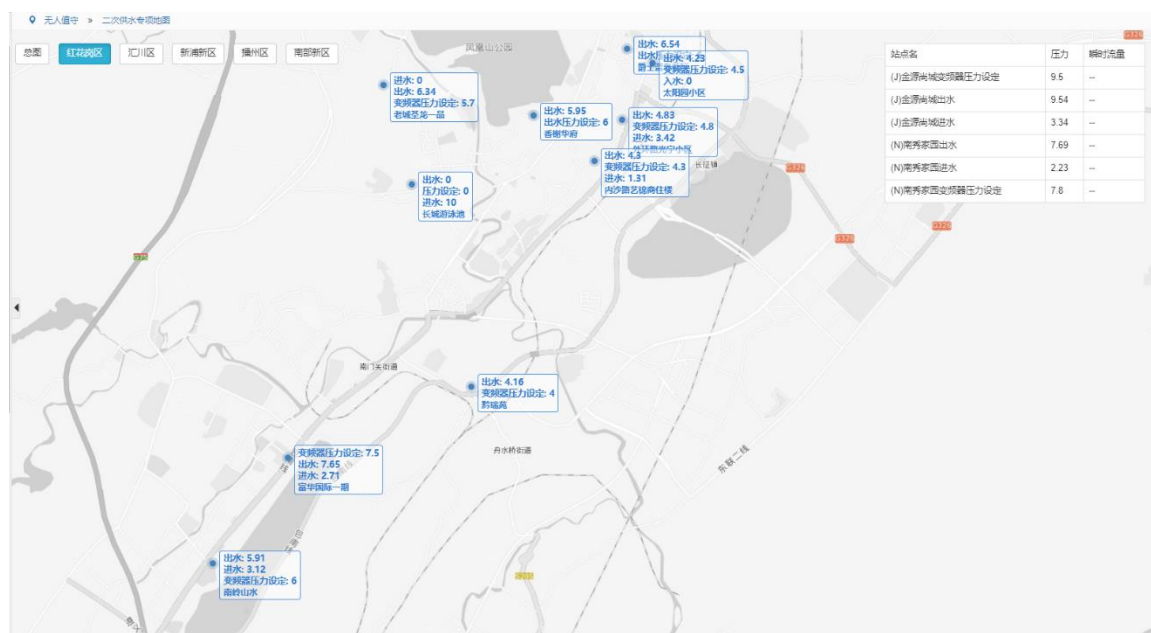 无人值守 » 二次供水专项地图
总图 红花岗区 汇川区 新浦新区 播州区 南部新区
凤凰山公园
出水: 6.54
出水
出水: 4.23
变频器压力设定: 4.5
入水: 0
太阳园小区
进水: 0
出水: 6.34
变频器压力设定: 5.7
老城圣龙一品
出水: 5.95
出水压力设定: 6
香榭华府
出水: 4.83
变频器压力设定: 4.8
进水: 3.42
出水: 4.3
变频器压力设定: 4.3
进水: 1.31
内沙路艺锦商住楼
长征镇
出水: 0
压力设定: 0
进水: 10
长城游泳池
站点名 压力 瞬时流量
(J)金源尚城变频器压力设定 9.5 --
(J)金源尚城出水 9.54 --
(J)金源尚城进水 3.34 --
(N)南秀家园出水 7.69 --
(N)南秀家园进水 2.23 --
(N)南秀家园变频器压力设定 7.8 --
G326
G326
G326
G326
G75
南门关街道
出水: 4.16
变频器压力设定: 4
黔瑞苑
舟水桥街道
东联二线
变频器压力设定: 7.5
出水: 7.65
进水: 2.71
富华国际一期
出水: 5.91
进水: 3.12
变频器压力设定: 6
南岭山水